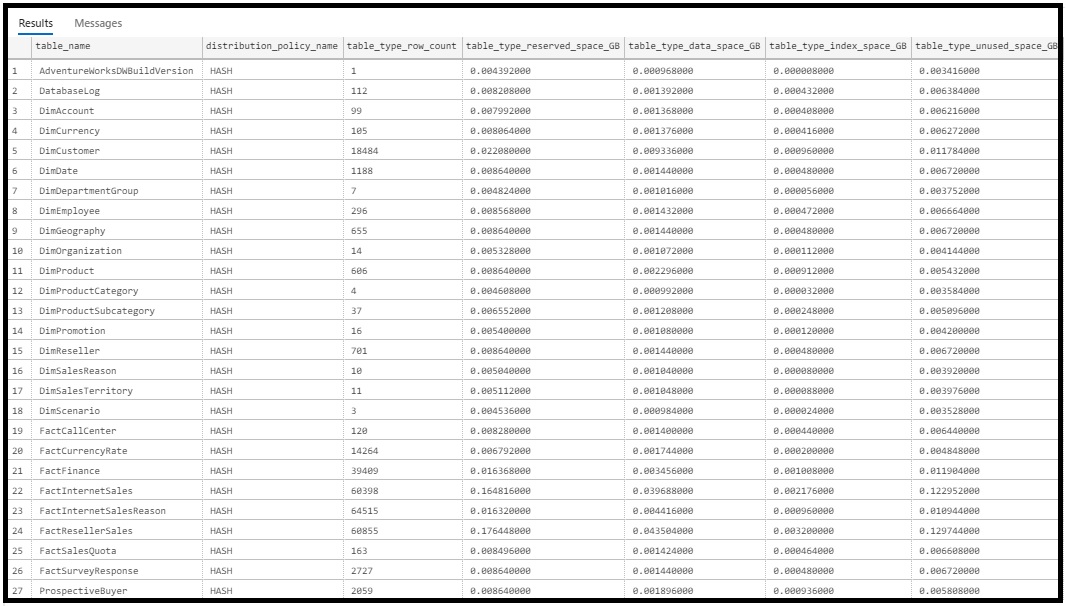 Results Messages
table_name distribution_policy_name table_type_row_count table_type_reserved_space_GB table_type_data_space_GB table_type_index_space_GB table_type_unused_space_GB
1 AdventureWorksDWBuildVersion HASH 1 0.004392000 0.000968000 0.000008000 0.003416000
2 DatabaseLog HASH 112 0.008208000 0.001392000 0.000432000 0.006384000
3 DimAccount HASH 99 0.007992000 0.001368000 0.000408000 0.006216000
4 DimCurrency HASH 105 0.008064000 0.001376000 0.000416000 0.006272000
5 DimCustomer HASH 18484 0.022080000 0.009336000 0.000960000 0.011784000
6 DimDate HASH 1188 0.008640000 0.001440000 0.000480000 0.006720000
7 DimDepartmentGroup HASH 7 0.004824000 0.001016000 0.000056000 0.003752000
8 DimEmployee HASH 296 0.008568000 0.001432000 0.000472000 0.006664000
9 DimGeography HASH 655 0.008640000 0.001440000 0.000480000 0.006720000
10 DimOrganization HASH 14 0.005328000 0.001072000 0.000112000 0.004144000
11 DimProduct HASH 606 0.008640000 0.002296000 0.000912000 0.005432000
12 DimProductCategory HASH 4 0.004608000 0.000992000 0.000032000 0.003584000
13 DimProductSubcategory HASH 37 0.006552000 0.001208000 0.000248000 0.005096000
14 DimPromotion HASH 16 0.005400000 0.001080000 0.000120000 0.004200000
15 DimReseller HASH 701 0.008640000 0.001440000 0.000480000 0.006720000
16 DimSalesReason HASH 10 0.005040000 0.001040000 0.000080000 0.003920000
17 DimSalesTerritory HASH 11 0.005112000 0.001048000 0.000088000 0.003976000
18 DimScenario HASH 3 0.004536000 0.000984000 0.000024000 0.003528000
19 FactCallCenter HASH 120 0.008280000 0.001400000 0.000440000 0.006440000
20 FactCurrencyRate HASH 14264 0.006792000 0.001744000 0.000200000 0.004848000
21 FactFinance HASH 39409 0.016368000 0.003456000 0.001008000 0.011904000
22 FactInternetSales HASH 60398 0.164816000 0.039688000 0.002176000 0.122952000
23 FactInternetSalesReason HASH 64515 0.016320000 0.004416000 0.000960000 0.010944000
24 FactResellerSales HASH 60855 0.176448000 0.043504000 0.003200000 0.129744000
25 FactSalesQuota HASH 163 0.008496000 0.001424000 0.000464000 0.006608000
26 FactSurveyResponse HASH 2727 0.008640000 0.001440000 0.000480000 0.006720000
27 ProspectiveBuyer HASH 2059 0.008640000 0.001896000 0.000936000 0.005808000